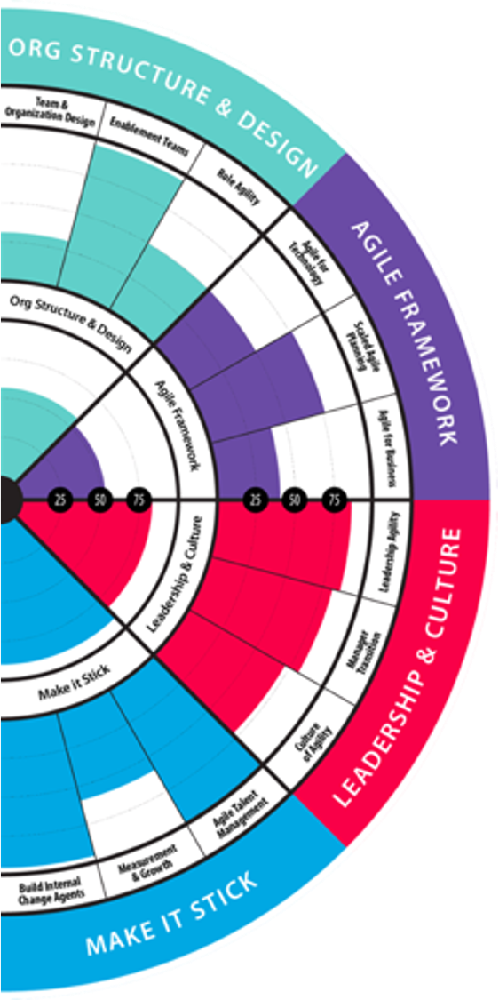 ORG STRUCTURE & DESIGN
Team &
Organization Design
Enablement Teams
Role Agility
AGILE FRAMEWORK
Agile for
Technology
Scaled Agile
Planning
Agile for Business
Org Structure & Design
Agile Framework
25 50 75
25 50 75
Leadership & Culture
Make it Stick
LEADERSHIP & CULTURE
Leadership Agility
Manager
Transition
Culture
of Agility
Agile Talent
Management
Measurement
& Growth
Build Internal
Change Agents
MAKE IT STICK